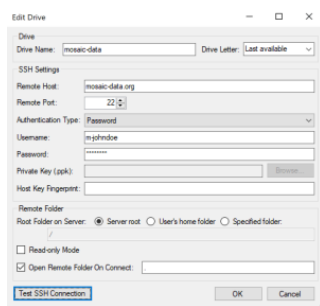 Edit Drive
Drive
Drive Name: mosaic-data Drive Letter: Last available
SSH Settings
Remote Host: mosaic-data.org
Remote Port: 22
Authentication Type: Password
Username: m-johndoe
Password: ********
Private Key (.ppk): Browse...
Host Key Fingerprint:
Remote Folder
Root Folder on Server: Server root User's home folder Specified folder:
/
Read-only Mode
Open Remote Folder On Connect: .
Test SSH Connection OK Cancel